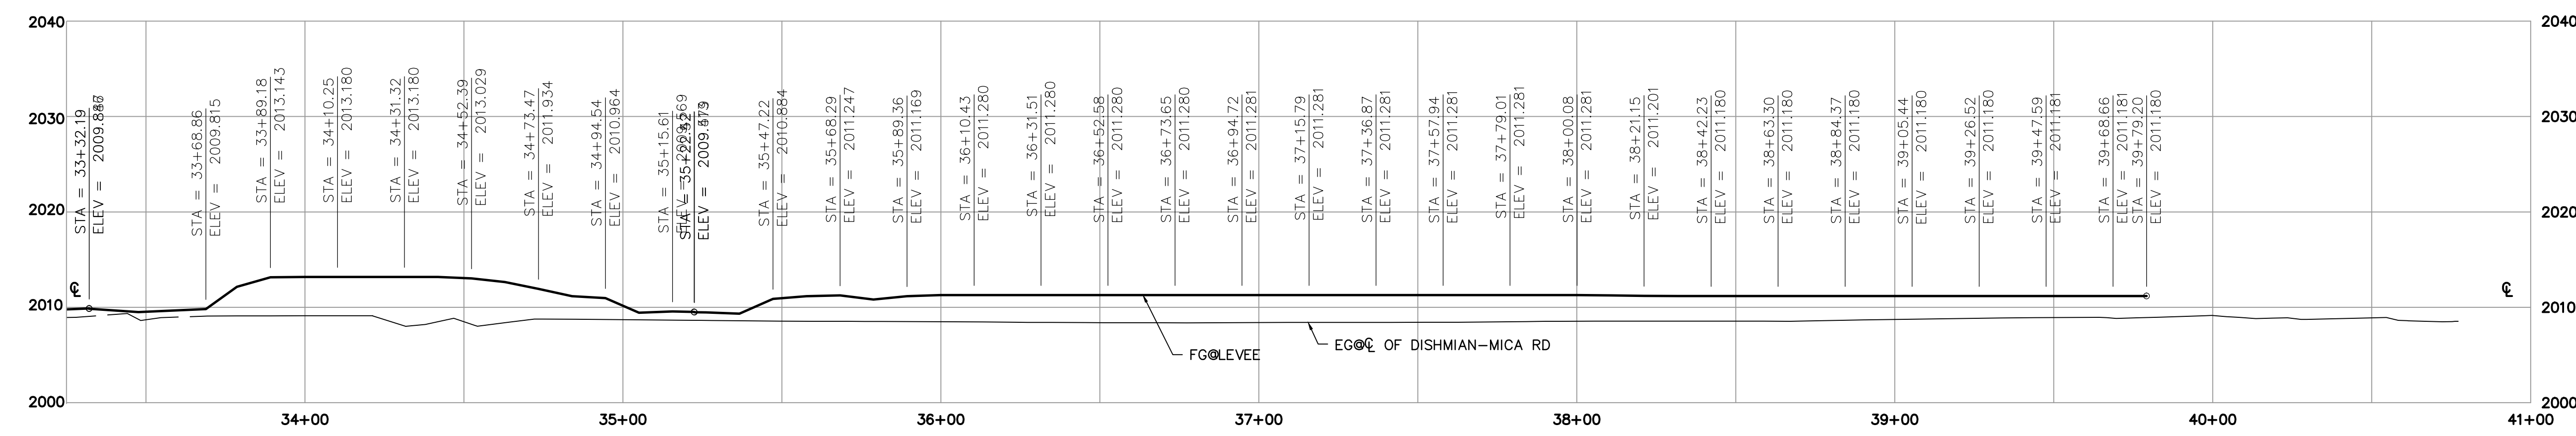 2040
2040
2030
2030
2020
2020
2010
2010
2000
2000
STA = 33+32.19
STA = 33+68.86
ELEV = 2009.815
STA = 33+89.18
ELEV = 2013.143
STA = 34+10.25
ELEV = 2013.180
STA = 34+31.32
ELEV = 2013.180
STA = 34+52.39
ELEV = 2013.029
STA = 34+73.47
ELEV = 2011.934
STA = 34+94.54
ELEV = 2010.964
STA = 35+15.61
STA = 35+47.22
ELEV = 2010.884
STA = 35+68.29
ELEV = 2011.247
STA = 35+89.36
ELEV = 2011.169
STA = 36+10.43
ELEV = 2011.280
STA = 36+31.51
ELEV = 2011.280
STA = 36+52.58
ELEV = 2011.280
STA = 36+73.65
ELEV = 2011.280
STA = 36+94.72
ELEV = 2011.281
STA = 37+15.79
ELEV = 2011.281
STA = 37+36.87
ELEV = 2011.281
STA = 37+57.94
ELEV = 2011.281
STA = 37+79.01
ELEV = 2011.281
STA = 38+00.08
ELEV = 2011.281
STA = 38+21.15
ELEV = 2011.201
STA = 38+42.23
ELEV = 2011.180
STA = 38+63.30
ELEV = 2011.180
STA = 38+84.37
ELEV = 2011.180
STA = 39+05.44
ELEV = 2011.180
STA = 39+26.52
ELEV = 2011.180
STA = 39+47.59
ELEV = 2011.181
STA = 39+68.66
ELEV = 2011.181
STA = 39+79.20
ELEV = 2011.180
℄
℄
FG@LEVEE
EG@℄ OF DISHMIAN-MICA RD
34+00
35+00
36+00
37+00
38+00
39+00
40+00
41+00